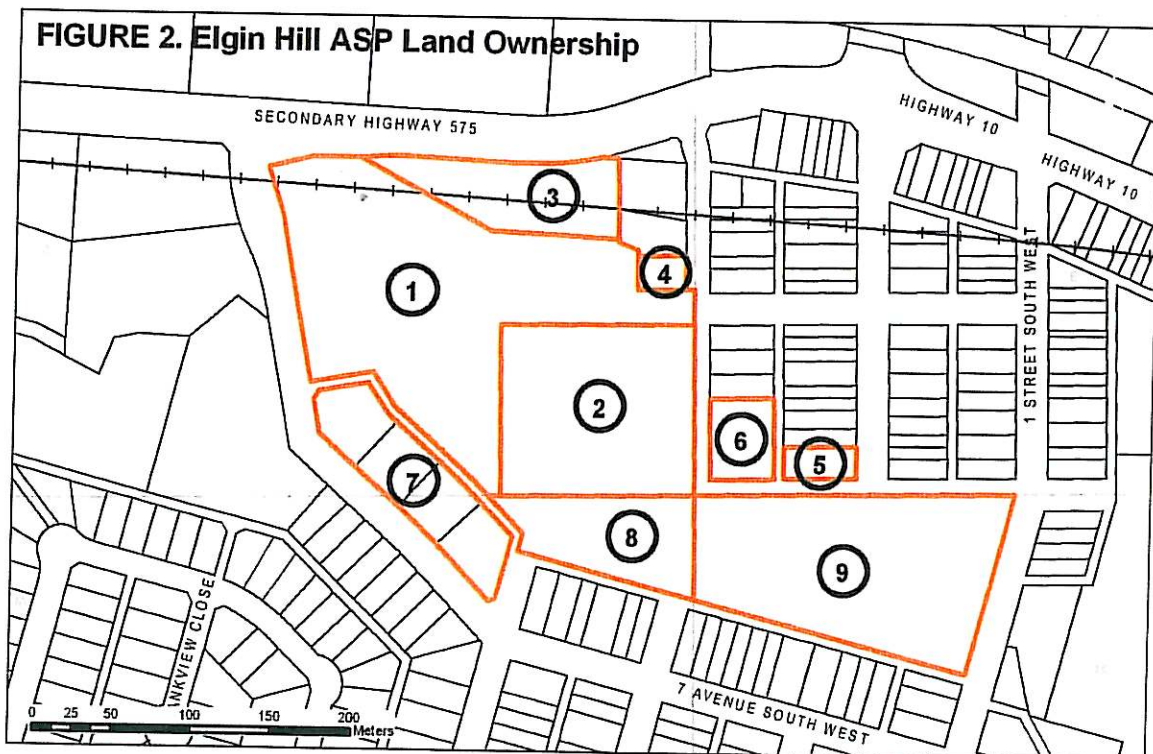 FIGURE 2. Elgin Hill ASP Land Ownership
SECONDARY HIGHWAY 575
HIGHWAY 10
HIGHWAY 10
3
4
1
1 STREET SOUTH WEST
2
6
5
7
8
9
NKVIEW CLOSE
7 AVENUE SOUTH WEST
0 25 50 100 150 200
Meters